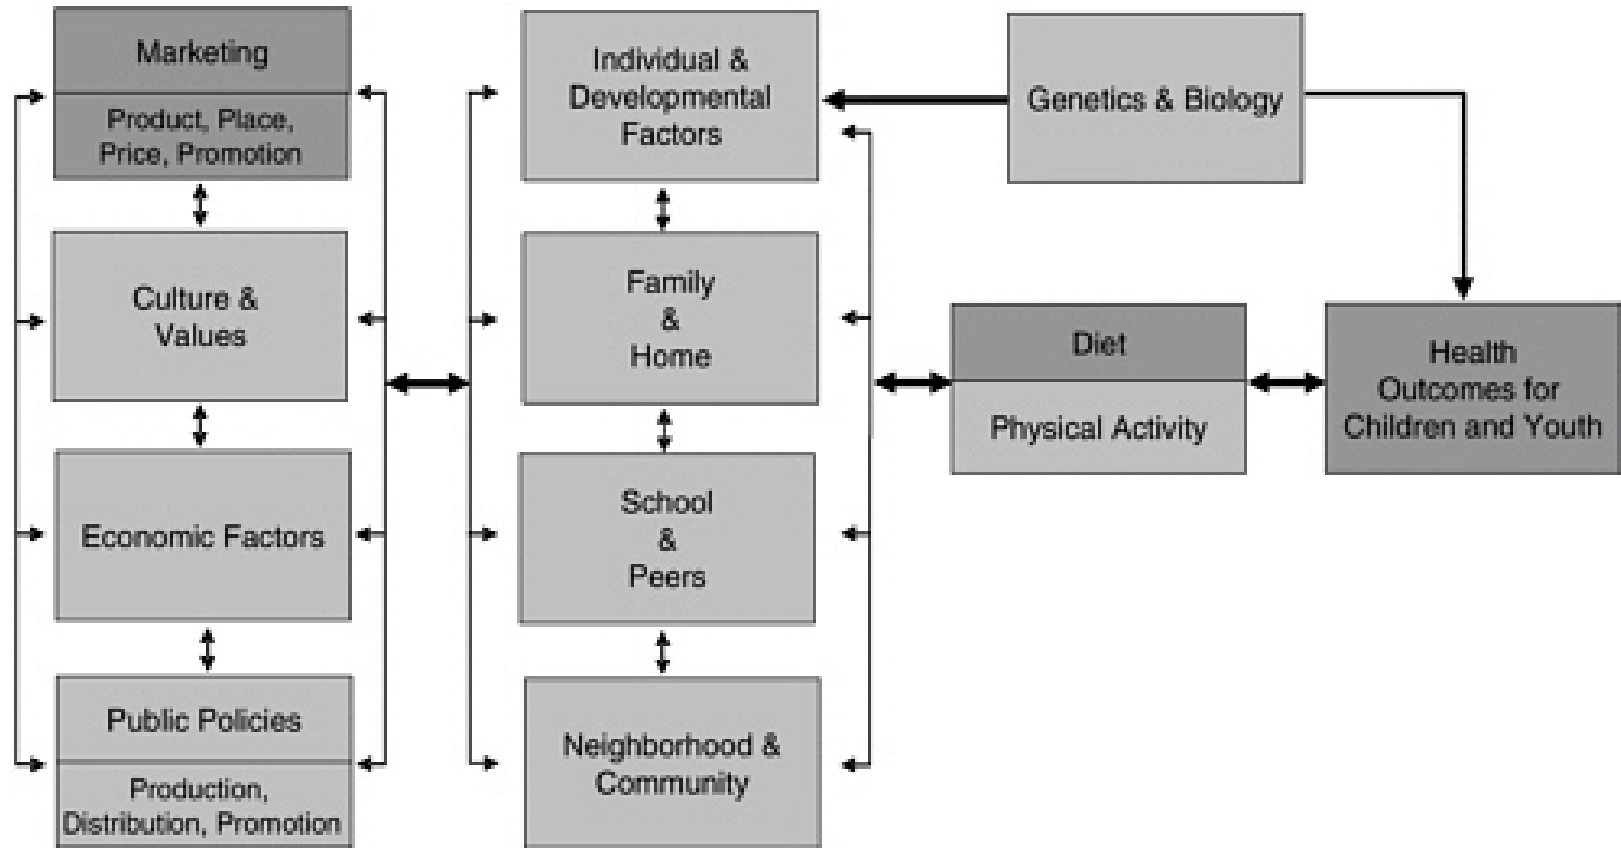 Marketing
Product, Place,
Price, Promotion
Culture &
Values
Economic Factors
Public Policies
Production,
Distribution, Promotion
Individual &
Developmental
Factors
Family
&
Home
School
&
Peers
Neighborhood &
Community
Genetics & Biology
Diet
Physical Activity
Health
Outcomes for
Children and Youth